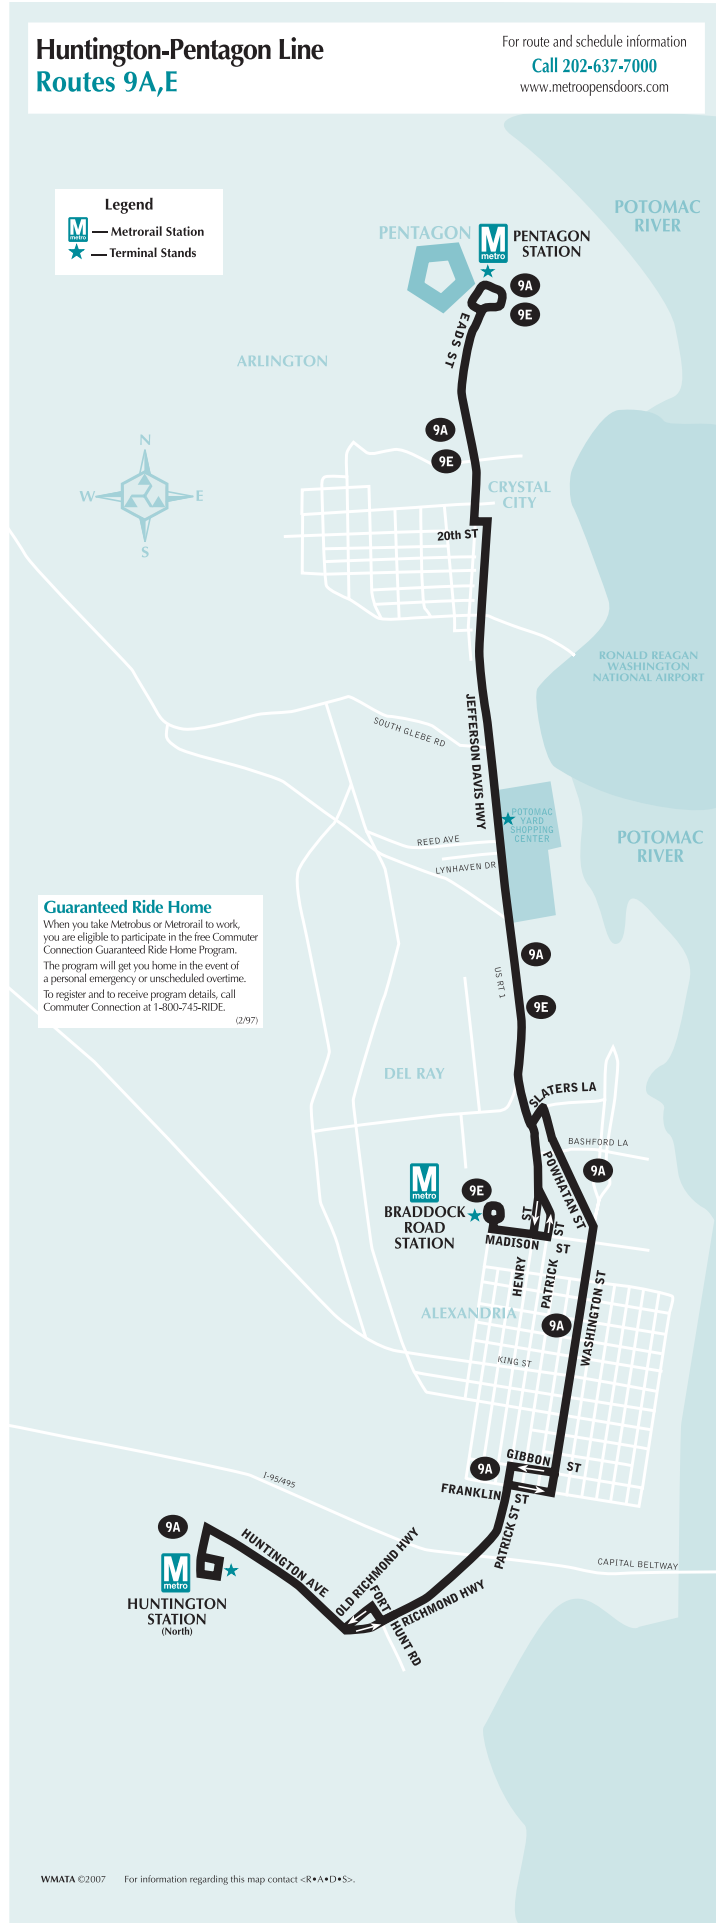 Huntington-Pentagon Line
Routes 9A,E
For route and schedule information
Call 202-637-7000
www.metroopensdoors.com
Legend
M
metro
Metrorail Station
Terminal Stands
POTOMAC
RIVER
PENTAGON
M
metro
PENTAGON
STATION
9A
9E
EADS ST
ARLINGTON
9A
9E
N
W
E
S
CRYSTAL
CITY
20th ST
RONALD REAGAN
WASHINGTON
NATIONAL AIRPORT
JEFFERSON DAVIS HWY
SOUTH GLEBE RD
POTOMAC
YARD
SHOPPING
CENTER
REED AVE
LYNHAVEN DR
POTOMAC
RIVER
Guaranteed Ride Home
When you take Metrobus or Metrorail to work,
you are eligible to participate in the free Commuter
Connection Guaranteed Ride Home Program.
The program will get you home in the event of
a personal emergency or unscheduled overtime.
To register and to receive program details, call
Commuter Connection at 1-800-745-RIDE.
(2/97)
9A
US RT 1
9E
DEL RAY
SLATERS LA
BASHFORD LA
POWHATAN ST
9A
M
metro
9E
BRADDOCK
ROAD
STATION
MADISON ST
HENRY ST
PATRICK ST
ALEXANDRIA
9A
WASHINGTON ST
KING ST
GIBBON ST
9A
FRANKLIN ST
I-95/495
PATRICK ST
9A
HUNTINGTON AVE
OLD RICHMOND HWY
CAPITAL BELTWAY
M
metro
FORT HUNT RD
RICHMOND HWY
HUNTINGTON
STATION
(North)
WMATA ©2007 For information regarding this map contact <R•A•D•S>.